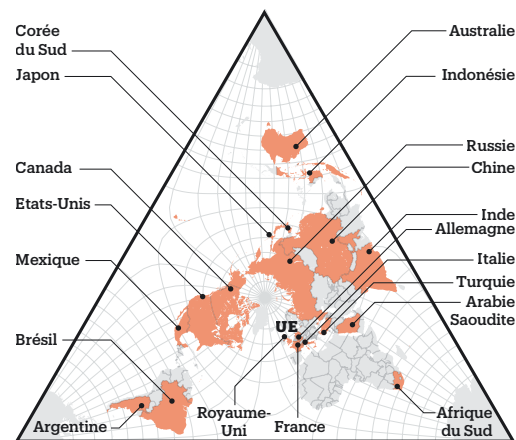 Corée
du Sud
Japon
Canada
Etats-Unis
Mexique
Brésil
Argentine
Royaume-
Uni
France
UE
Australie
Indonésie
Russie
Chine
Inde
Allemagne
Italie
Turquie
Arabie
Saoudite
Afrique
du Sud